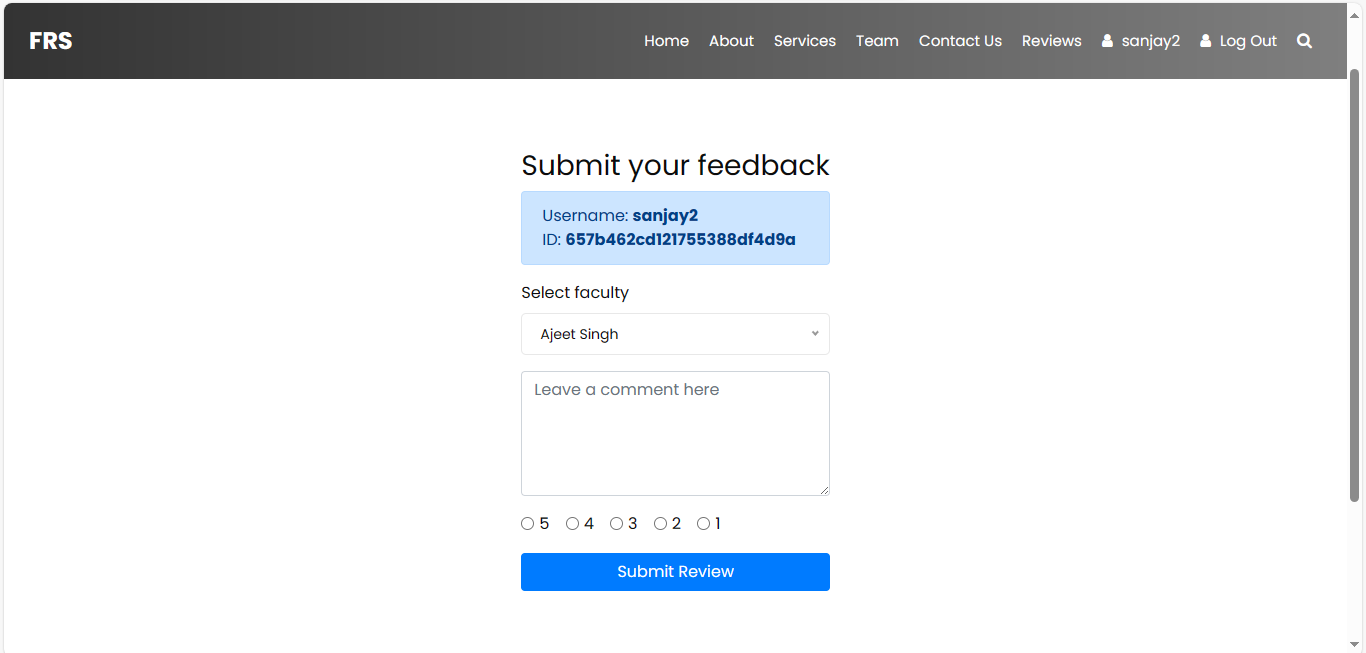 FRS Home About Services Team Contact Us Reviews sanjay2 Log Out
Submit your feedback
Username: sanjay2
ID: 657b462cd121755388df4d9a
Select faculty
Ajeet Singh
Leave a comment here
5 4 3 2 1
Submit Review